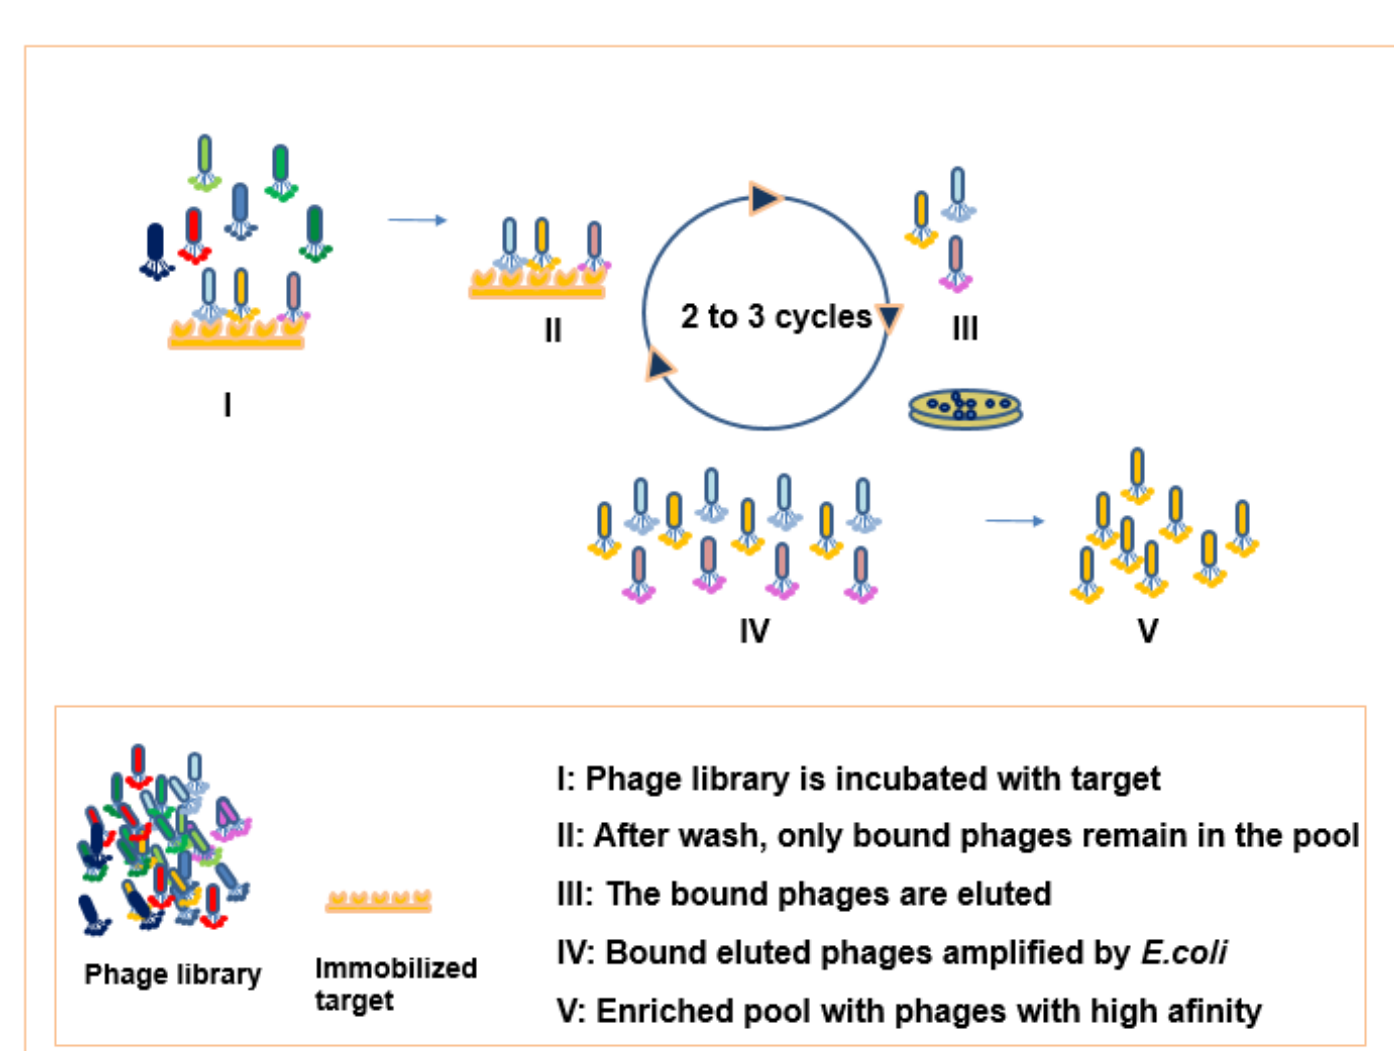 2 to 3 cycles
I
II
III
IV
V
Phage library
Immobilized
target
I: Phage library is incubated with target
II: After wash, only bound phages remain in the pool
III: The bound phages are eluted
IV: Bound eluted phages amplified by E.coli
V: Enriched pool with phages with high afinity